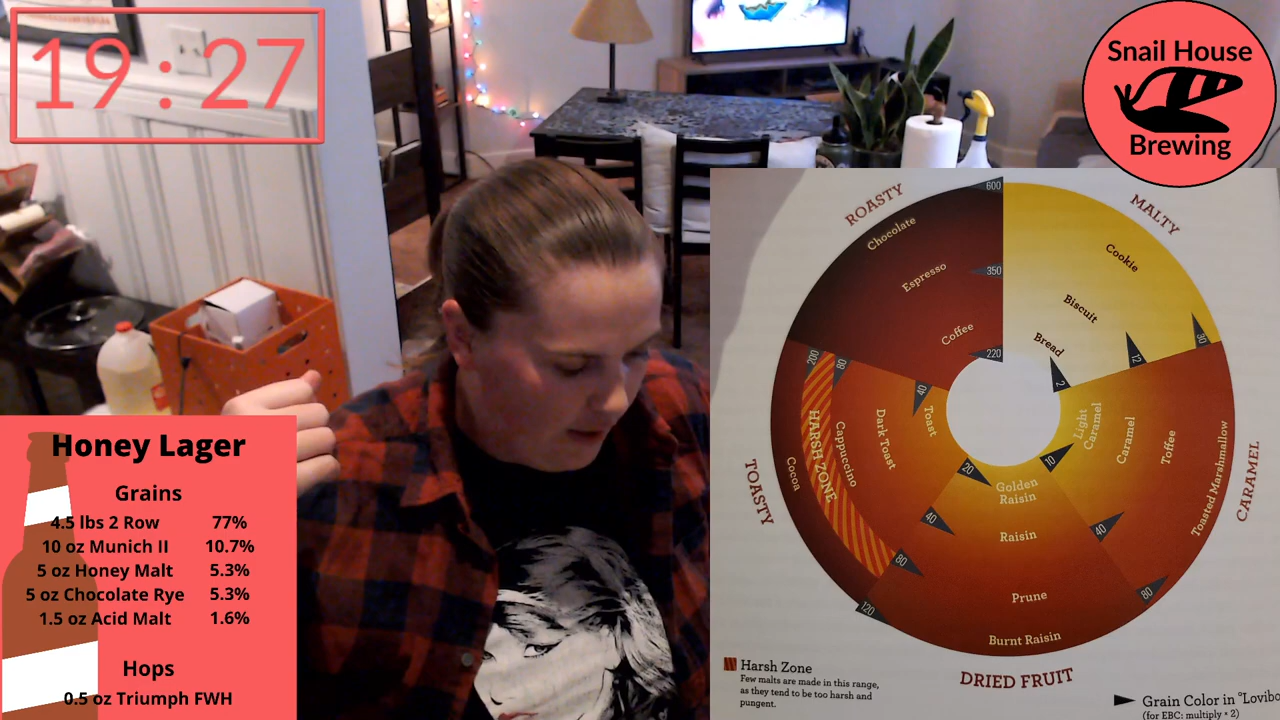 19:27
Snail House
Brewing
Honey Lager
Grains
4.5 lbs 2 Row 77%
10 oz Munich II 10.7%
5 oz Honey Malt 5.3%
5 oz Chocolate Rye 5.3%
1.5 oz Acid Malt 1.6%
Hops
0.5 oz Triumph FWH
ROASTY
Chocolate
Espresso
Coffee
600
350
220
MALTY
Cookie
Biscuit
Bread
2
12
CARAMEL
Light
Caramel
Caramel
Toffee
Toasted Marshmallow
10
40
80
DRIED FRUIT
Golden
Raisin
Raisin
Prune
Burnt Raisin
20
40
80
120
TOASTY
Toast
Dark Toast
Cappuccino
HARSH ZONE
Cocoa
40
80
200
Harsh Zone
Few malts are made in this range,
as they tend to be too harsh and
pungent.
Grain Color in °Lovibo
(for EBC: multiply * 2)